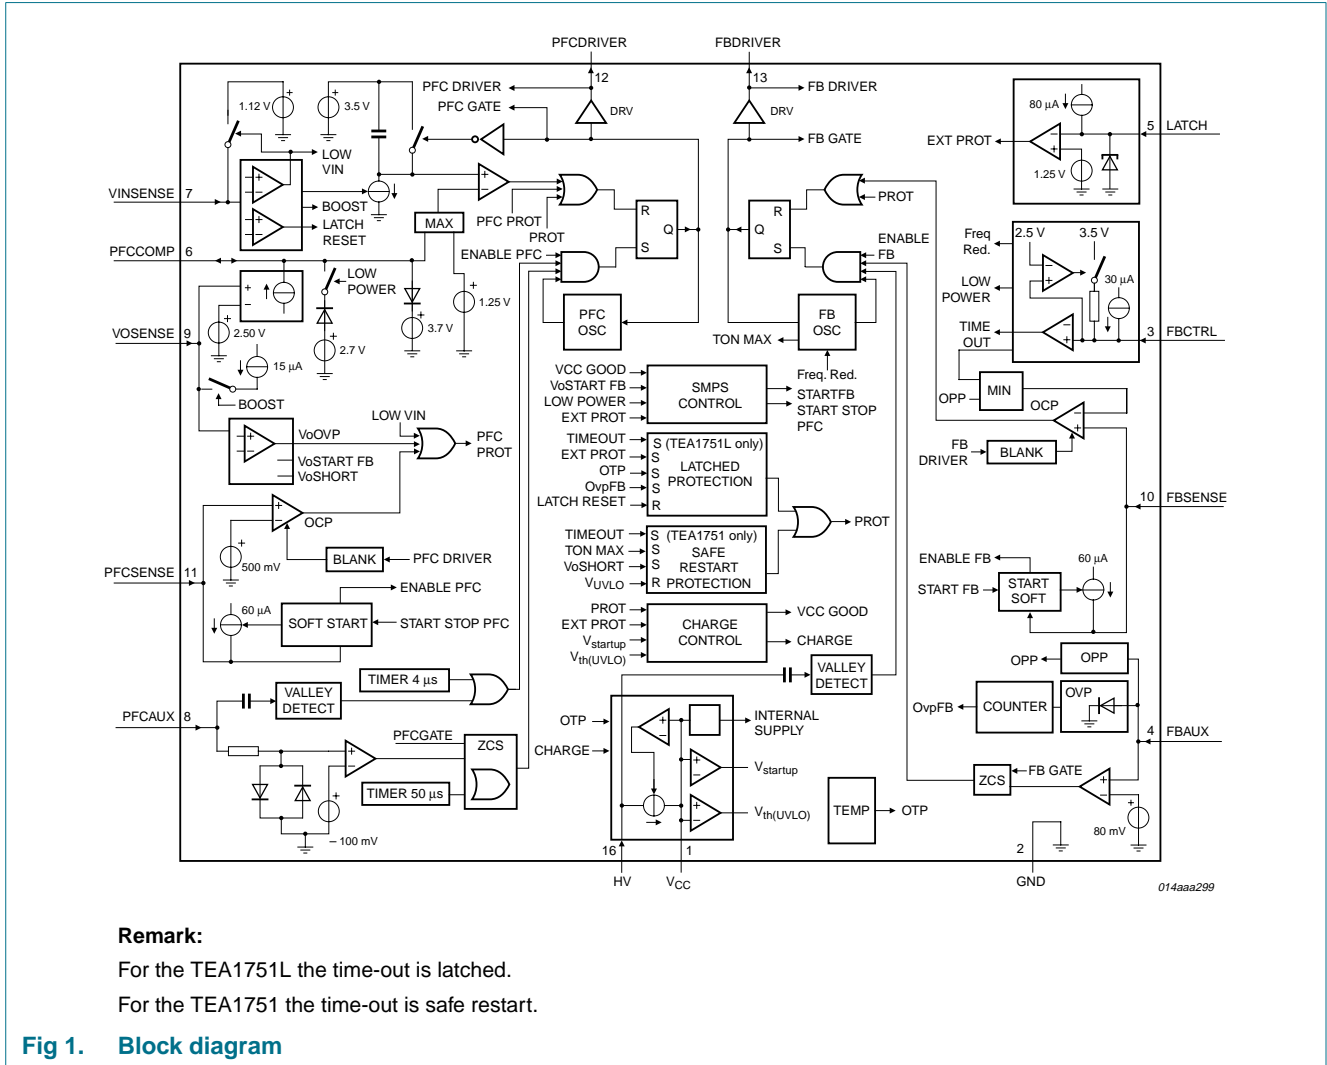 PFCDRIVER
FBDRIVER
12
13
PFC DRIVER
FB DRIVER
PFC GATE
DRV
DRV
FB GATE
1.12 V
3.5 V
LOW
VIN
80 µA
5 LATCH
EXT PROT
1.25 V
VINSENSE 7
BOOST
LATCH
RESET
MAX
PFC PROT
PROT
R
Q
S
R
Q
S
PROT
ENABLE
FB
PFCCOMP 6
ENABLE PFC
LOW
POWER
1.25 V
PFC
OSC
FB
OSC
TON MAX
Freq. Red.
Freq
Red.
2.5 V
3.5 V
30 µA
LOW
POWER
TIME
OUT
3 FBCTRL
2.50 V
3.7 V
2.7 V
VOSENSE 9
15 µA
BOOST
VCC GOOD
VoSTART FB
LOW POWER
EXT PROT
SMPS
CONTROL
STARTFB
START STOP
PFC
OPP
MIN
OCP
LOW VIN
VoOVP
VoSTART FB
VoSHORT
PFC
PROT
TIMEOUT
EXT PROT
OTP
OvpFB
LATCH RESET
S (TEA1751L only)
S
S
S
R
LATCHED
PROTECTION
FB
DRIVER
BLANK
OCP
PROT
10 FBSENSE
500 mV
BLANK
PFC DRIVER
TIMEOUT
TON MAX
VoSHORT
VUVLO
S (TEA1751 only)
S
S
R
SAFE
RESTART
PROTECTION
PFCSENSE 11
ENABLE PFC
60 µA
SOFT START
START STOP PFC
ENABLE FB
START FB
START
SOFT
60 µA
PROT
EXT PROT
Vstartup
Vth(UVLO)
CHARGE
CONTROL
VCC GOOD
CHARGE
TIMER 4 µs
VALLEY
DETECT
VALLEY
DETECT
OPP
OPP
OvpFB
COUNTER
OVP
PFCAUX 8
4 FBAUX
PFCGATE
ZCS
TIMER 50 µs
– 100 mV
OTP
CHARGE
INTERNAL
SUPPLY
Vstartup
Vth(UVLO)
TEMP
OTP
ZCS
FB GATE
80 mV
16
1
2
HV
VCC
GND
014aaa299
Remark:
For the TEA1751L the time-out is latched.
For the TEA1751 the time-out is safe restart.
Fig 1. Block diagram